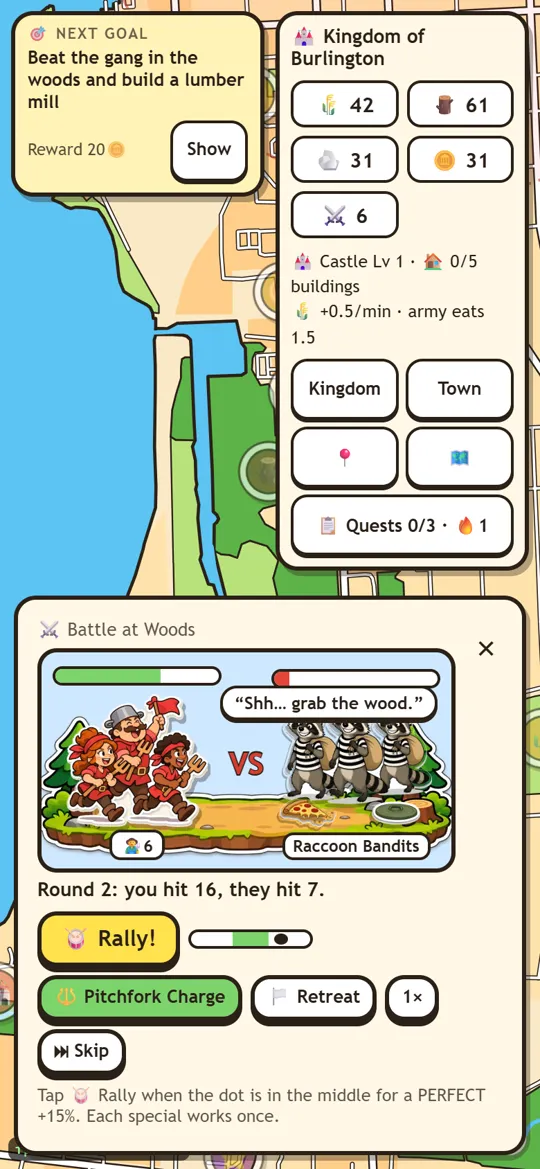 NEXT GOAL
Beat the gang in the
woods and build a lumber
mill
Reward 20
Show
Kingdom of
Burlington
42
61
31
31
6
Castle Lv 1 · 0/5
buildings
+0.5/min · army eats
1.5
Kingdom
Town
Quests 0/3 · 1
Battle at Woods
✕
“Shh... grab the wood.”
VS
6
Raccoon Bandits
Round 2: you hit 16, they hit 7.
Rally!
Pitchfork Charge
Retreat
1×
Skip
Tap Rally when the dot is in the middle for a PERFECT
+15%. Each special works once.